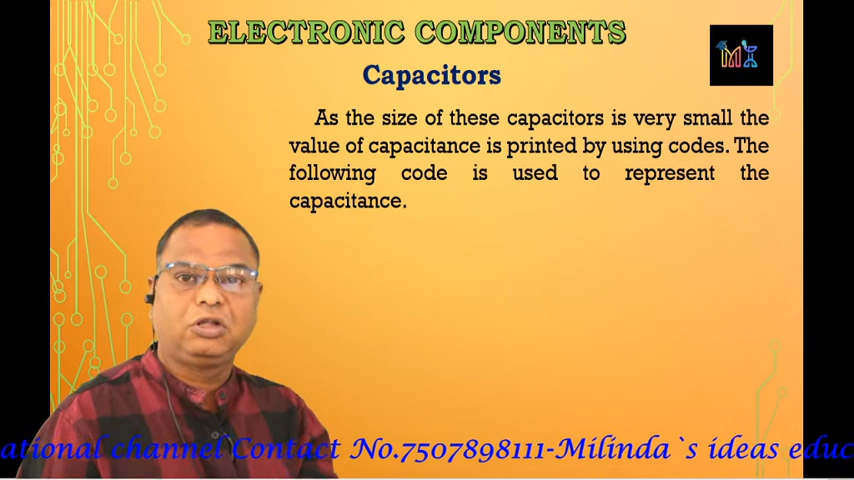 ELECTRONIC COMPONENTS
MI
Capacitors
As the size of these capacitors is very small the
value of capacitance is printed by using codes. The
following code is used to represent the
capacitance.
ational channel Contact No.7507898111-Milinda`s ideas educ